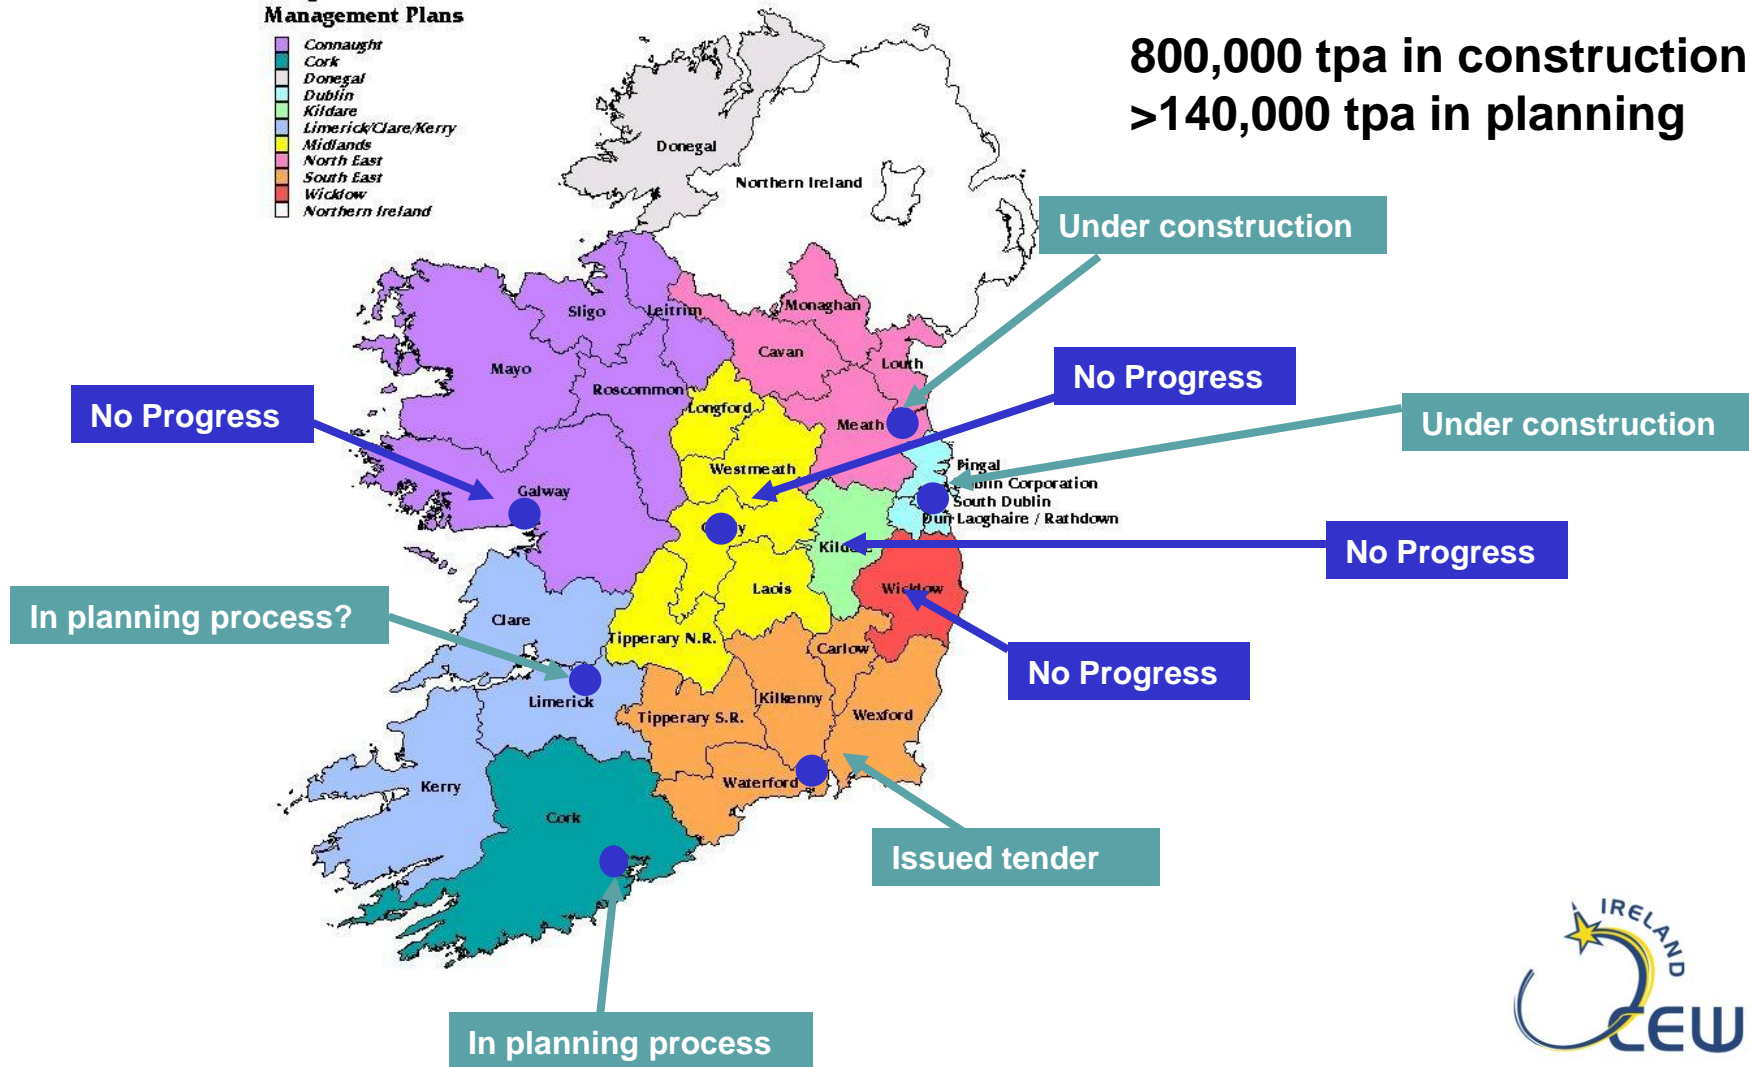 Management Plans
Connaught
Cork
Donegal
Dublin
Kildare
Limerick/Clare/Kerry
Midlands
North East
South East
Wicklow
Northern Ireland
800,000 tpa in construction
>140,000 tpa in planning
Donegal
Northern Ireland
Under construction
Monaghan
Sligo
Leitrim
Cavan
Louth
Mayo
No Progress
Roscommon
Longford
No Progress
Meath
Under construction
Westmeath
Fingal
Corporation
Galway
South Dublin
Dun Laoghaire / Rathdown
No Progress
Laois
Wicklow
In planning process?
Clare
Tipperary N.R.
Carlow
No Progress
Limerick
Kilkenny
Tipperary S.R.
Wexford
Waterford
Kerry
Cork
Issued tender
In planning process
IRELAND
CEW